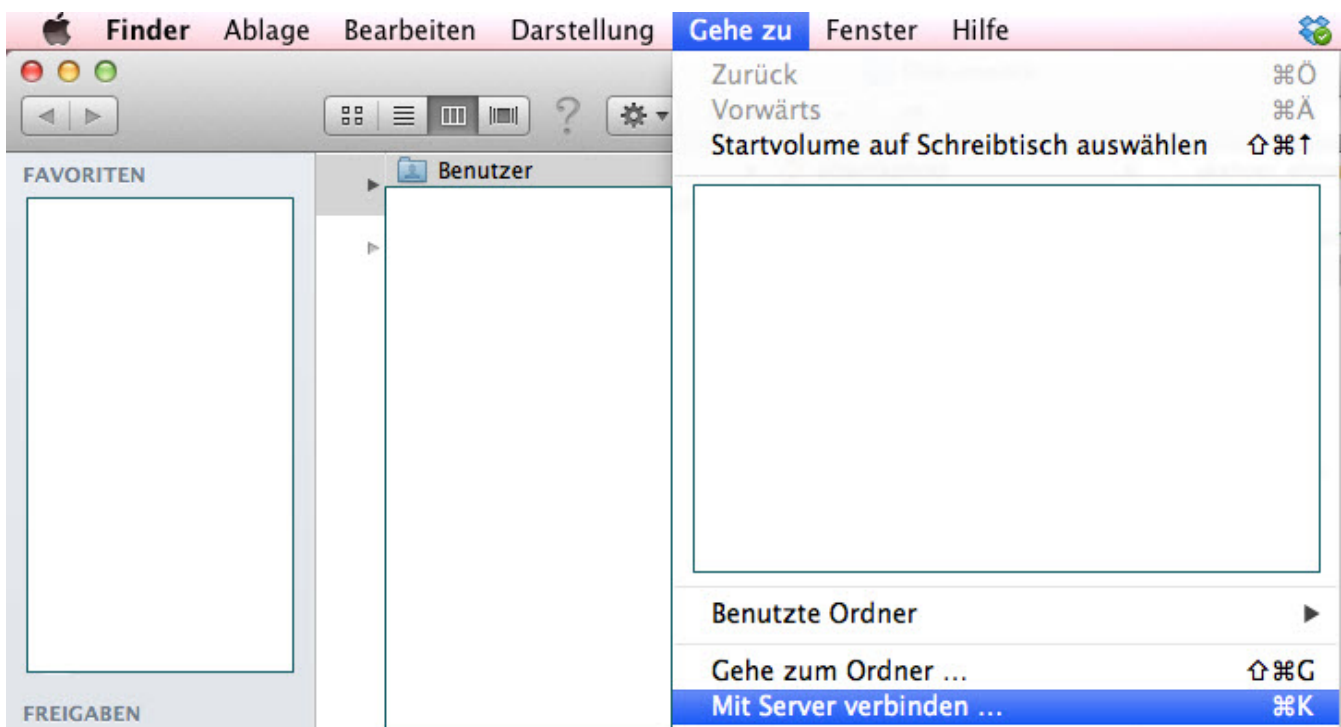 Finder Ablage Bearbeiten Darstellung Gehe zu Fenster Hilfe
Zurück ⌘Ö
Vorwärts ⌘Ä
Startvolume auf Schreibtisch auswählen ⇧⌘↑
FAVORITEN
Benutzer
Benutzte Ordner
Gehe zum Ordner ... ⇧⌘G
Mit Server verbinden ... ⌘K
FREIGABEN